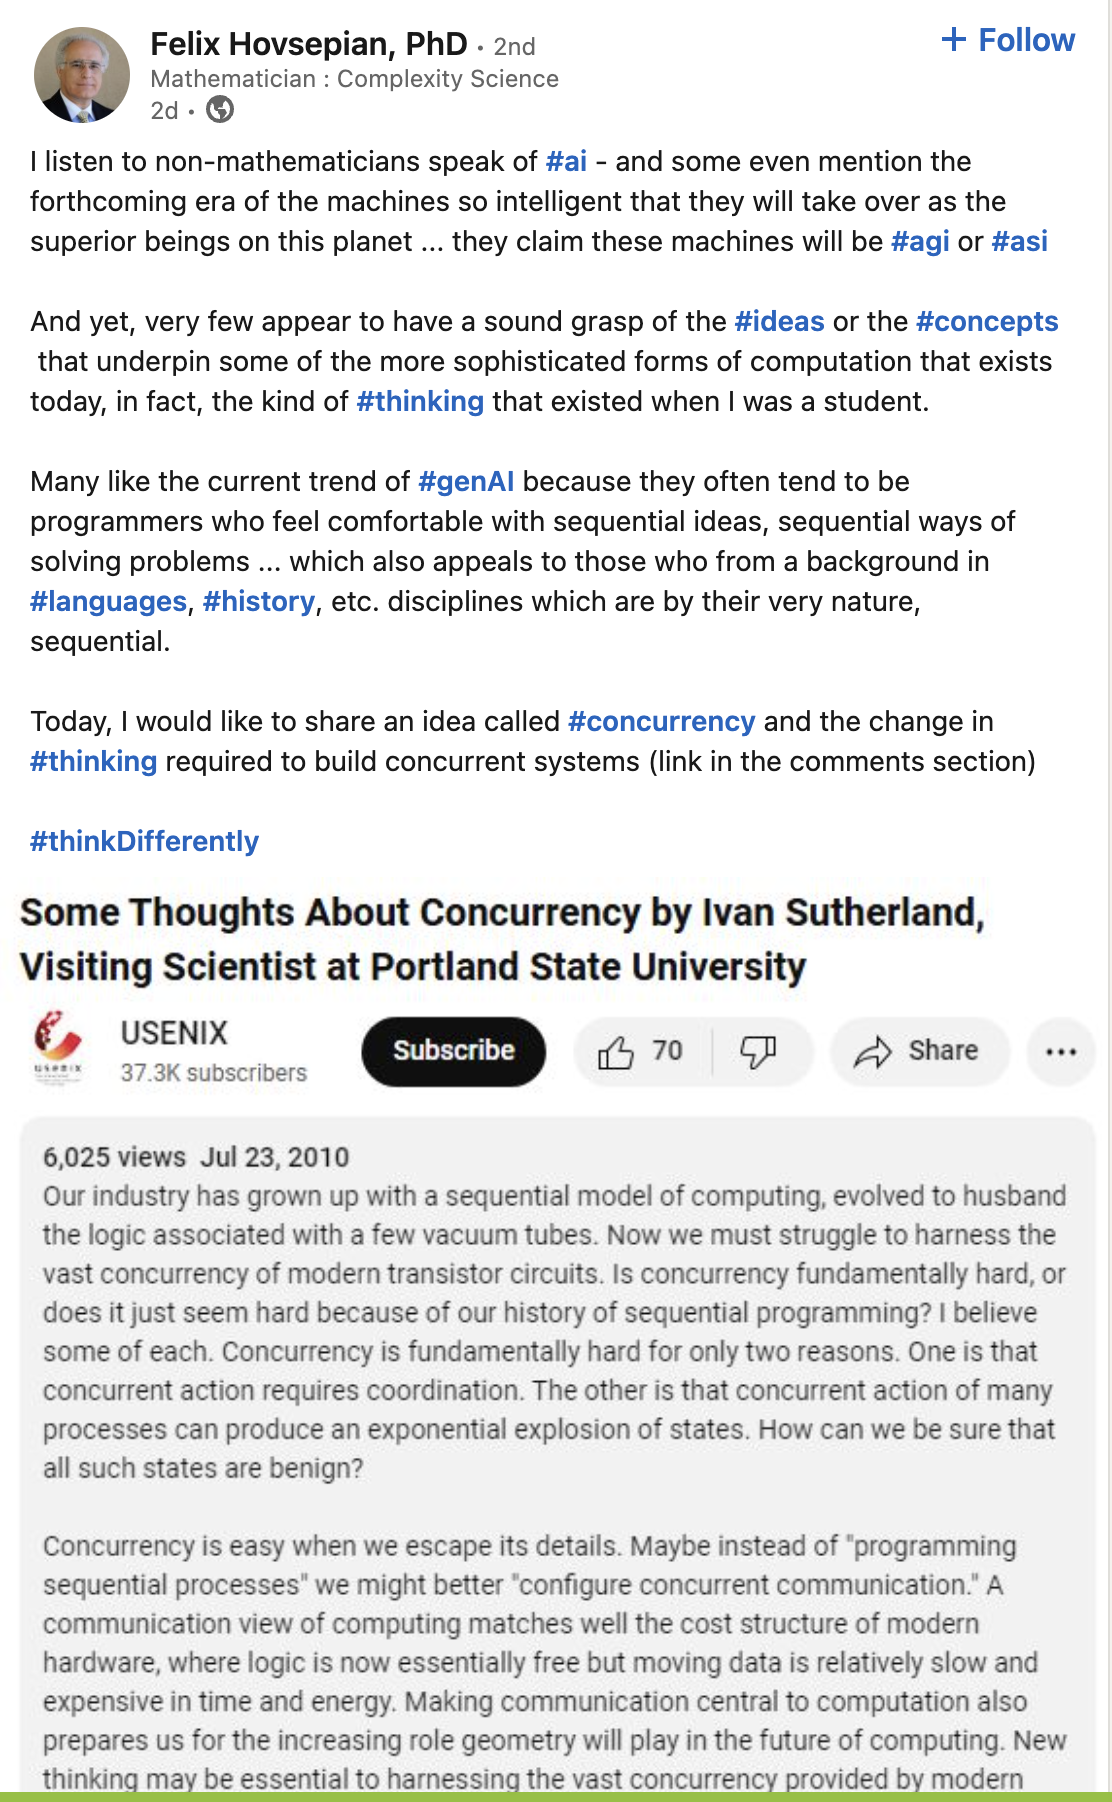 Felix Hovsepian, PhD • 2nd
+ Follow
Mathematician : Complexity Science
2d •
I listen to non-mathematicians speak of #ai - and some even mention the
forthcoming era of the machines so intelligent that they will take over as the
superior beings on this planet ... they claim these machines will be #agi or #asi
And yet, very few appear to have a sound grasp of the #ideas or the #concepts
that underpin some of the more sophisticated forms of computation that exists
today, in fact, the kind of #thinking that existed when I was a student.
Many like the current trend of #genAI because they often tend to be
programmers who feel comfortable with sequential ideas, sequential ways of
solving problems ... which also appeals to those who from a background in
#languages, #history, etc. disciplines which are by their very nature,
sequential.
Today, I would like to share an idea called #concurrency and the change in
#thinking required to build concurrent systems (link in the comments section)
#thinkDifferently
Some Thoughts About Concurrency by Ivan Sutherland,
Visiting Scientist at Portland State University
USENIX
USENIX
37.3K subscribers
Subscribe
70
Share
6,025 views Jul 23, 2010
Our industry has grown up with a sequential model of computing, evolved to husband
the logic associated with a few vacuum tubes. Now we must struggle to harness the
vast concurrency of modern transistor circuits. Is concurrency fundamentally hard, or
does it just seem hard because of our history of sequential programming? I believe
some of each. Concurrency is fundamentally hard for only two reasons. One is that
concurrent action requires coordination. The other is that concurrent action of many
processes can produce an exponential explosion of states. How can we be sure that
all such states are benign?
Concurrency is easy when we escape its details. Maybe instead of "programming
sequential processes" we might better "configure concurrent communication." A
communication view of computing matches well the cost structure of modern
hardware, where logic is now essentially free but moving data is relatively slow and
expensive in time and energy. Making communication central to computation also
prepares us for the increasing role geometry will play in the future of computing. New
thinking may be essential to harnessing the vast concurrency provided by modern